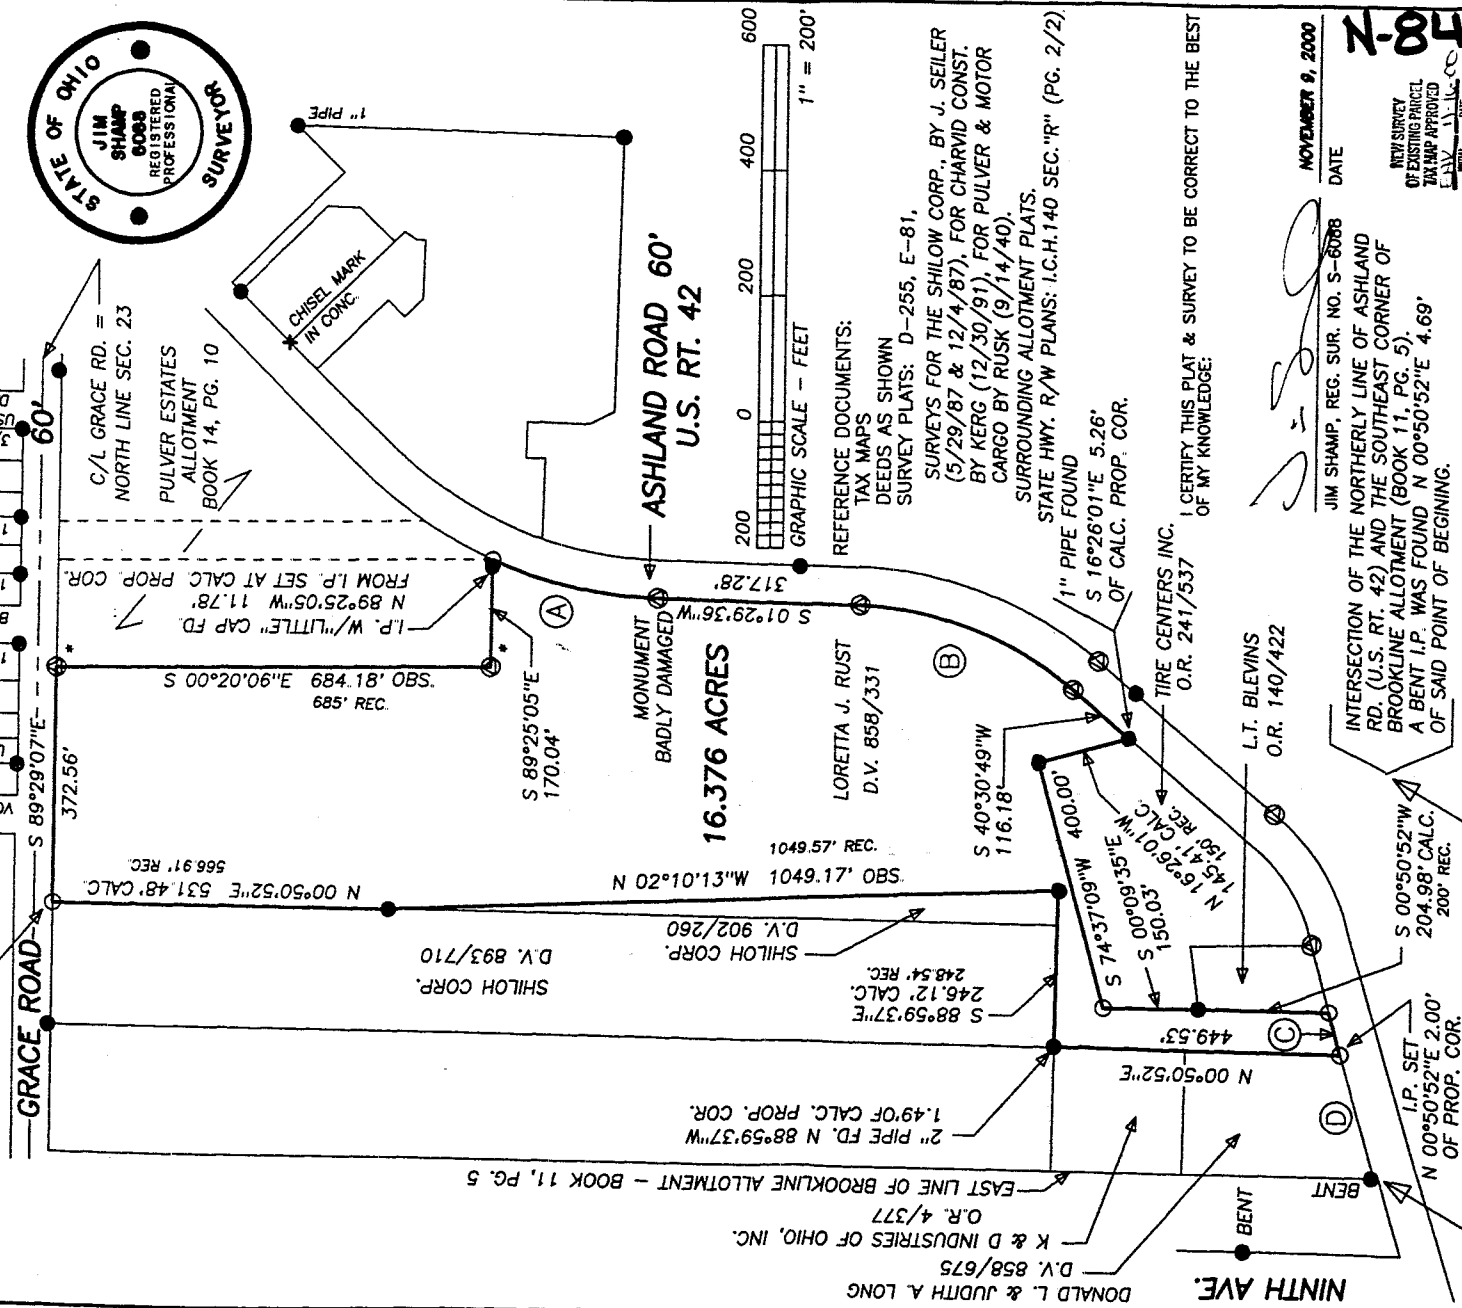 STATE OF OHIO
JIM
SHAMP
6088
REGISTERED
PROFESSIONAL
SURVEYOR
1" PIPE
CHISEL MARK
IN CONC.
60'
C/L GRACE RD. =
NORTH LINE SEC. 23
PULVER ESTATES
ALLOTMENT
BOOK 14, PG. 10
ASHLAND ROAD 60'
U.S. RT. 42
200 0 200 400 600
GRAPHIC SCALE - FEET
1" = 200'
REFERENCE DOCUMENTS:
TAX MAPS
DEEDS AS SHOWN
SURVEY PLATS: D-255, E-81,
SURVEYS FOR THE SHILOW CORP., BY J. SEILER
(5/29/87 & 12/4/87), FOR CHARVID CONST.
BY KERG (12/30/91), FOR PULVER & MOTOR
CARGO BY RUSK (9/14/40).
SURROUNDING ALLOTMENT PLATS.
STATE HWY. R/W PLANS: I.C.H.140 SEC."R" (PG. 2/2)
I CERTIFY THIS PLAT & SURVEY TO BE CORRECT TO THE BEST
OF MY KNOWLEDGE:
NOVEMBER 9, 2000
JIM SHAMP, REG. SUR. NO. S-6088 DATE
N-84
NEW SURVEY
OF EXISTING PARCEL
TAX MAP APPROVED
GRACE ROAD
S 89°29'07"E
372.56'
I.P. W/"LITTLE" CAP FD.
N 89°25'05"W 11.78'
FROM I.P. SET AT CALC. PROP. COR.
S 00°20'06"E 684.18' OBS.
685' REC.
S 89°25'05"E
170.04'
A
MONUMENT
BADLY DAMAGED
S 01°29'36"W
317.28'
16.376 ACRES
LORETTA J. RUST
D.V. 858/331
B
1" PIPE FOUND
S 16°26'01"E 5.26'
OF CALC. PROP. COR.
TIRE CENTERS INC.
O.R. 241/537
S 40°30'49"W
116.18'
N 16°26'01"W
145.41' CALC.
150' REC.
S 74°37'09"W 400.00'
S 00°09'35"E
150.03'
L.T. BLEVINS
O.R. 140/422
S 00°50'52"W
204.98' CALC.
200' REC.
N 00°50'52"E 531.48' CALC.
566.91' REC.
1049.57' REC.
N 02°10'13"W 1049.17' OBS.
SHILOH CORP.
D.V. 902/260
SHILOH CORP.
D.V. 893/710
S 88°59'37"E
246.12' CALC.
248.54' REC.
N 00°50'52"E
449.53'
C
D
2" PIPE FD. N 88°59'37"W
1.49'OF CALC. PROP. COR.
EAST LINE OF BROOKLINE ALLOTMENT - BOOK 11, PG. 5
K & D INDUSTRIES OF OHIO, INC.
O.R. 4/377
DONALD L. & JUDITH A. LONG
D.V. 858/675
BENT
BENT
NINTH AVE.
I.P. SET
N 00°50'52"E 2.00'
OF PROP. COR.
INTERSECTION OF THE NORTHERLY LINE OF ASHLAND
RD. (U.S. RT. 42) AND THE SOUTHEAST CORNER OF
BROOKLINE ALLOTMENT (BOOK 11, PG. 5).
A BENT I.P. WAS FOUND N 00°50'52"E 4.69'
OF SAID POINT OF BEGINING.